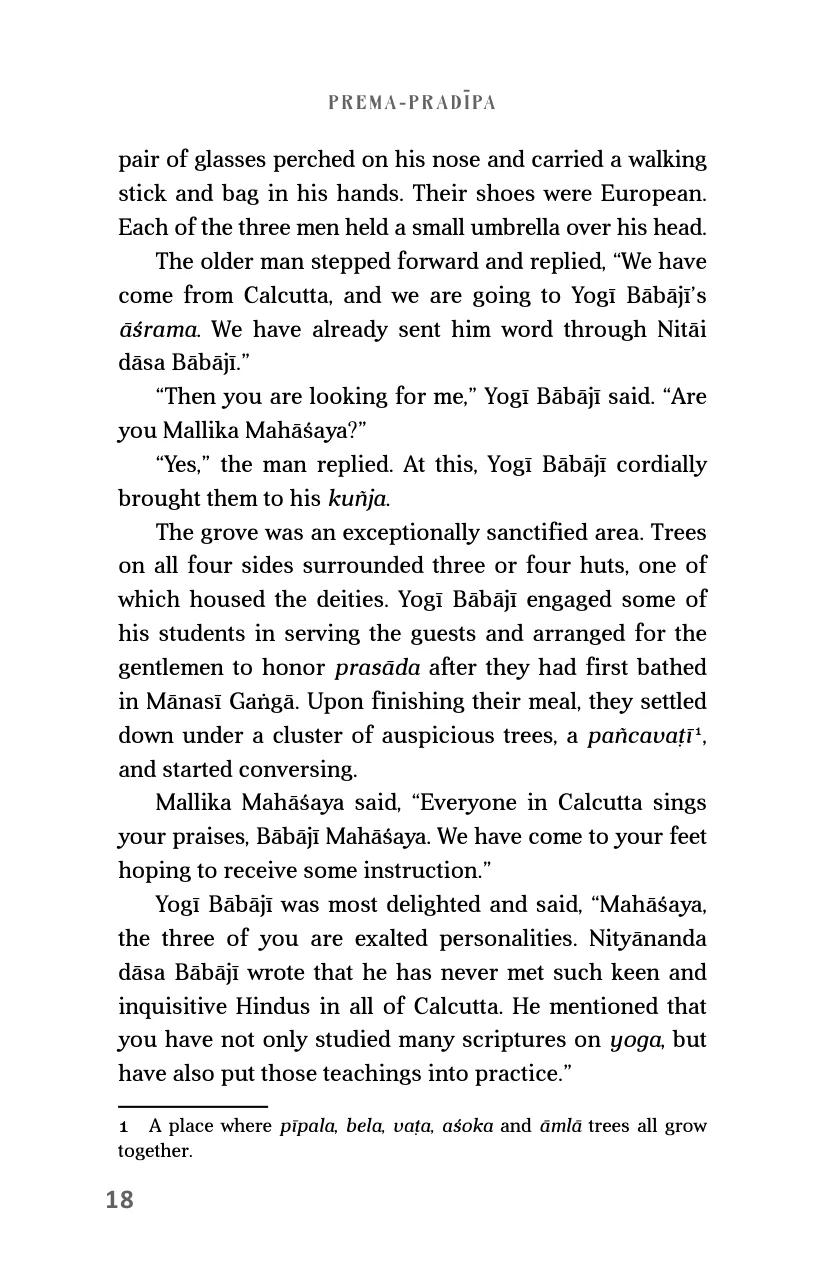 PREMA-PRADĪPA
pair of glasses perched on his nose and carried a walking
stick and bag in his hands. Their shoes were European.
Each of the three men held a small umbrella over his head.
The older man stepped forward and replied, “We have
come from Calcutta, and we are going to Yogī Bābājī’s
āśrama. We have already sent him word through Nitāi
dāsa Bābājī.”
“Then you are looking for me,” Yogī Bābājī said. “Are
you Mallika Mahāśaya?”
“Yes,” the man replied. At this, Yogī Bābājī cordially
brought them to his kuñja.
The grove was an exceptionally sanctified area. Trees
on all four sides surrounded three or four huts, one of
which housed the deities. Yogī Bābājī engaged some of
his students in serving the guests and arranged for the
gentlemen to honor prasāda after they had first bathed
in Mānasī Gaṅgā. Upon finishing their meal, they settled
down under a cluster of auspicious trees, a pañcavaṭī¹,
and started conversing.
Mallika Mahāśaya said, “Everyone in Calcutta sings
your praises, Bābājī Mahāśaya. We have come to your feet
hoping to receive some instruction.”
Yogī Bābājī was most delighted and said, “Mahāśaya,
the three of you are exalted personalities. Nityānanda
dāsa Bābājī wrote that he has never met such keen and
inquisitive Hindus in all of Calcutta. He mentioned that
you have not only studied many scriptures on yoga, but
have also put those teachings into practice.”
1 A place where pīpala, bela, vaṭa, aśoka and āmlā trees all grow
together.
18